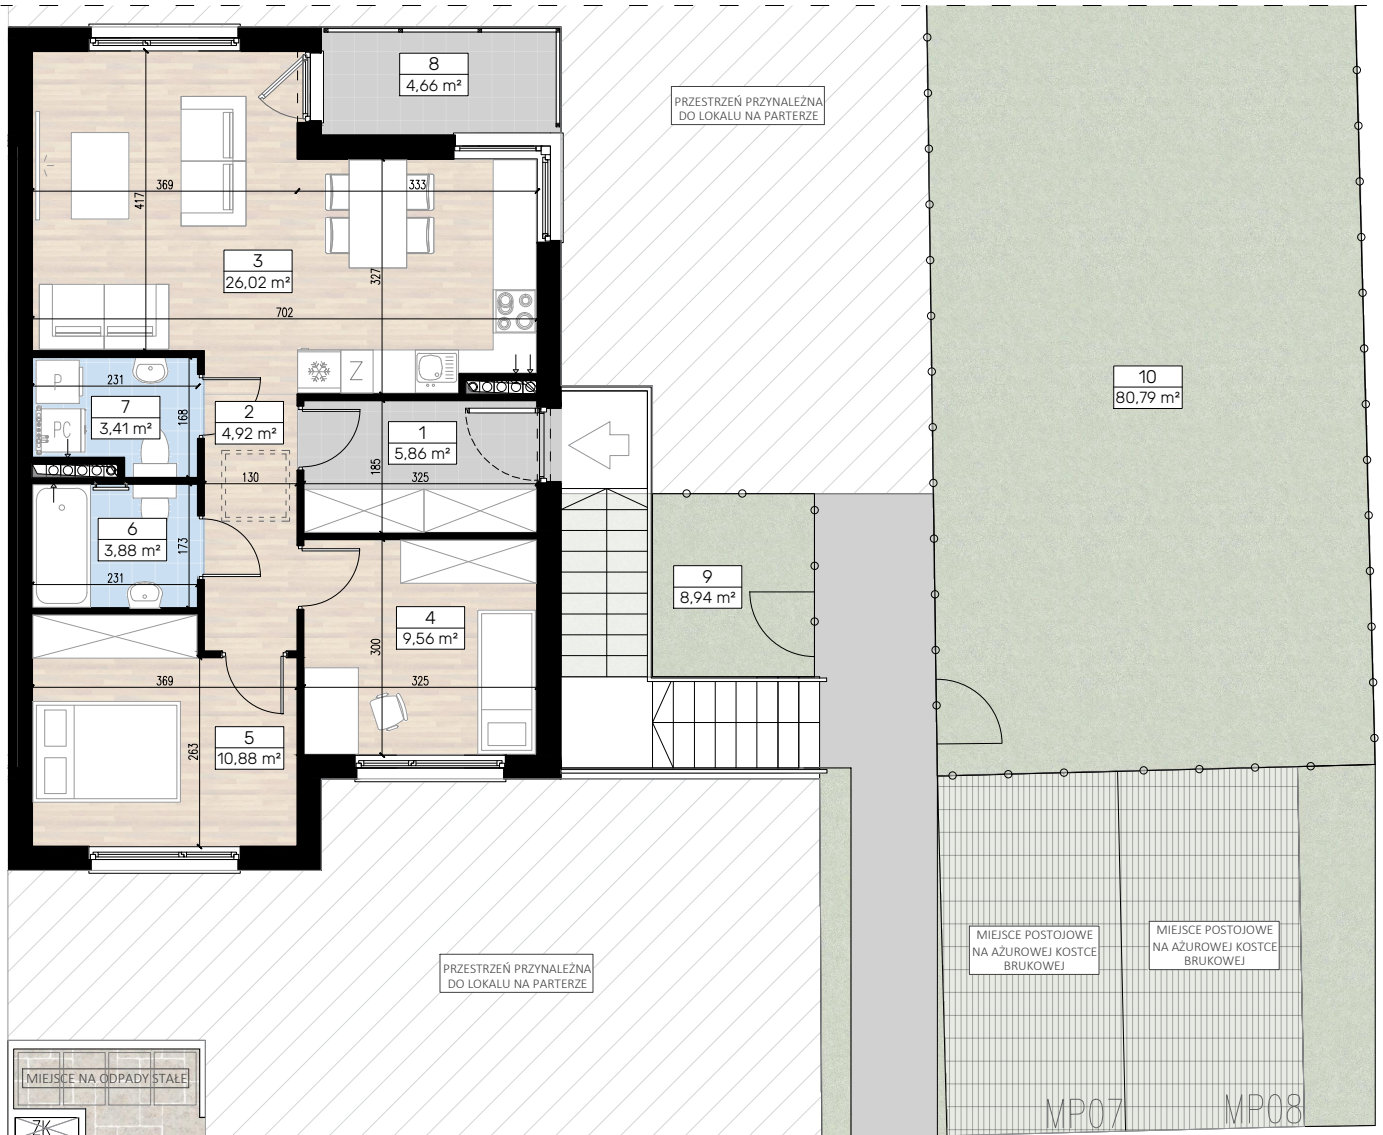 8
4,66 m²
PRZESTRZEŃ PRZYNALEŻNA
DO LOKALU NA PARTERZE
369
333
417
3
26,02 m²
327
702
10
80,79 m²
P
231
7
3,41 m²
168
PC
Z
2
4,92 m²
1
5,86 m²
130
185
325
6
3,88 m²
173
231
9
8,94 m²
4
9,56 m²
300
369
325
5
10,88 m²
263
MIEJSCE POSTOJOWE
NA AŻUROWEJ KOSTCE
BRUKOWEJ
MIEJSCE POSTOJOWE
NA AŻUROWEJ KOSTCE
BRUKOWEJ
PRZESTRZEŃ PRZYNALEŻNA
DO LOKALU NA PARTERZE
MIEJSCE NA ODPADY STAŁE
ZK
MP07
MP08